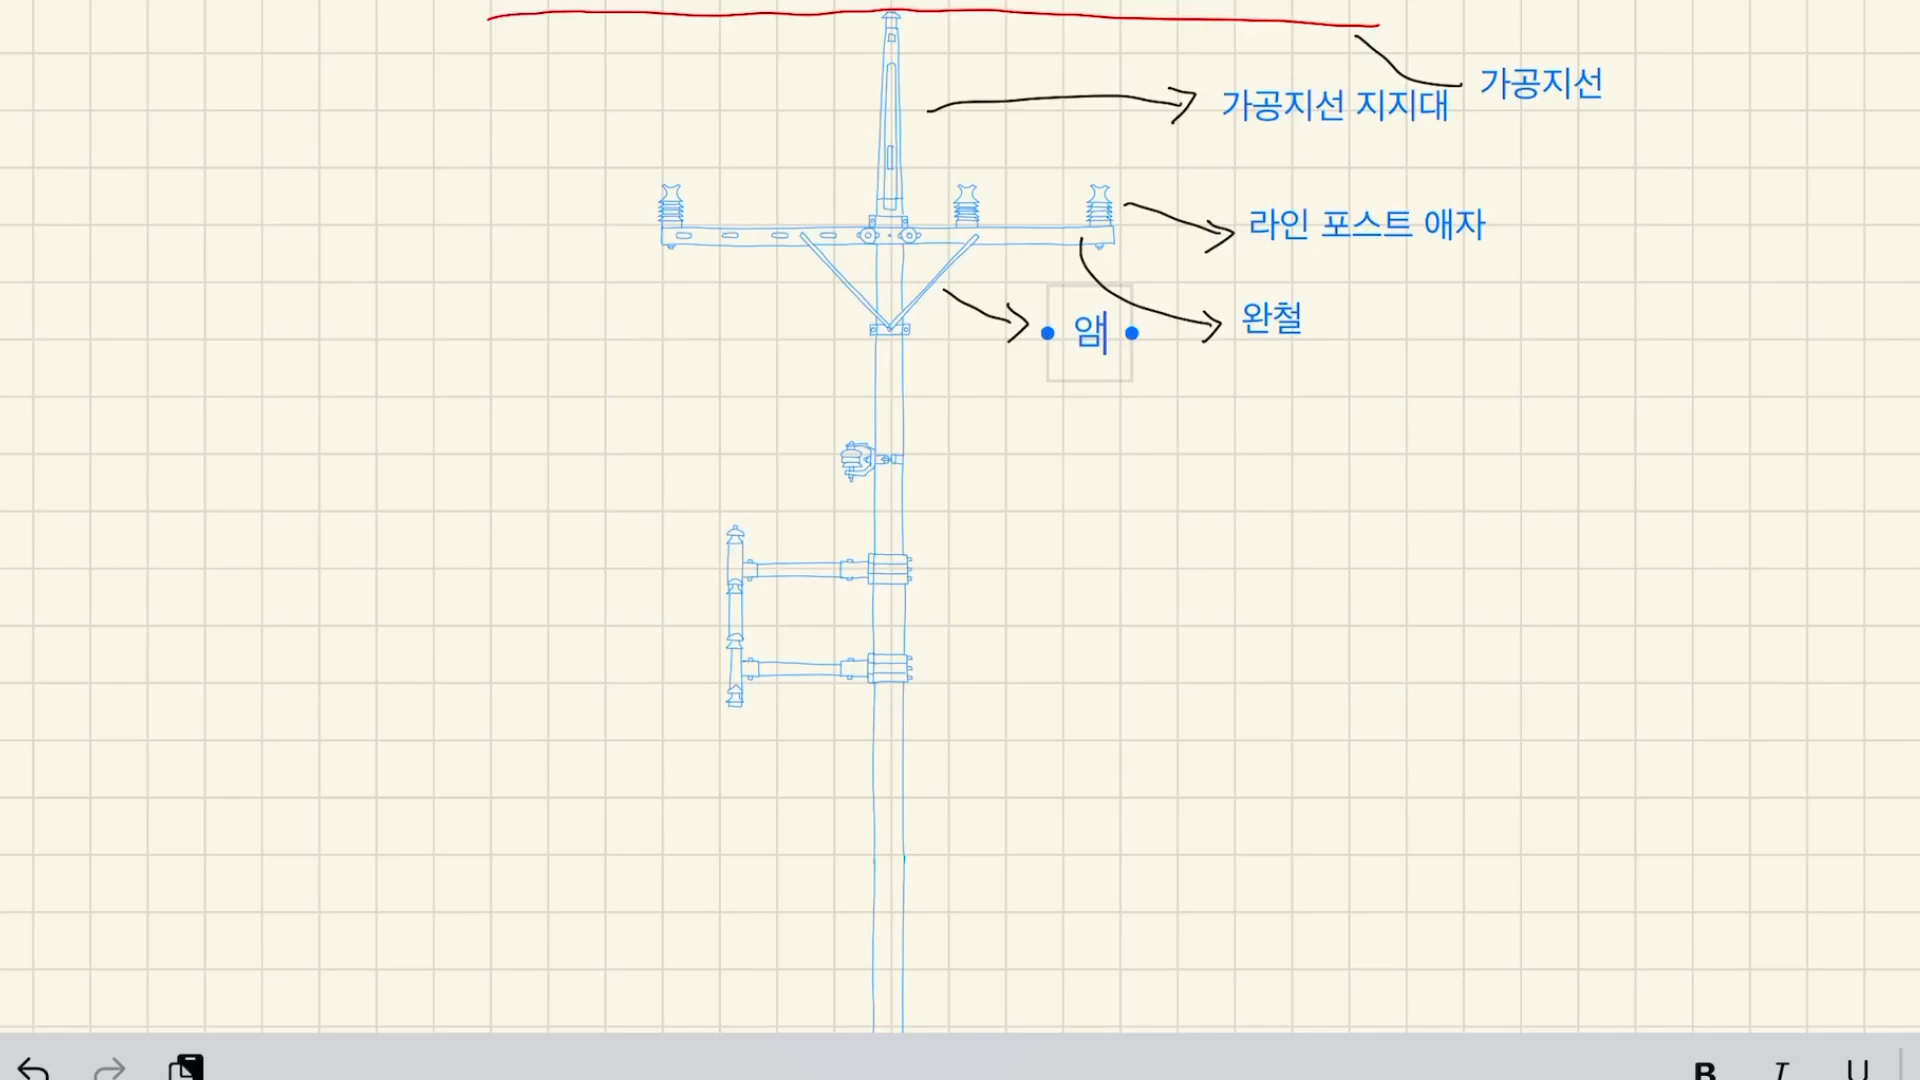 가공지선
가공지선 지지대
라인 포스트 애자
완철
앰
B I U